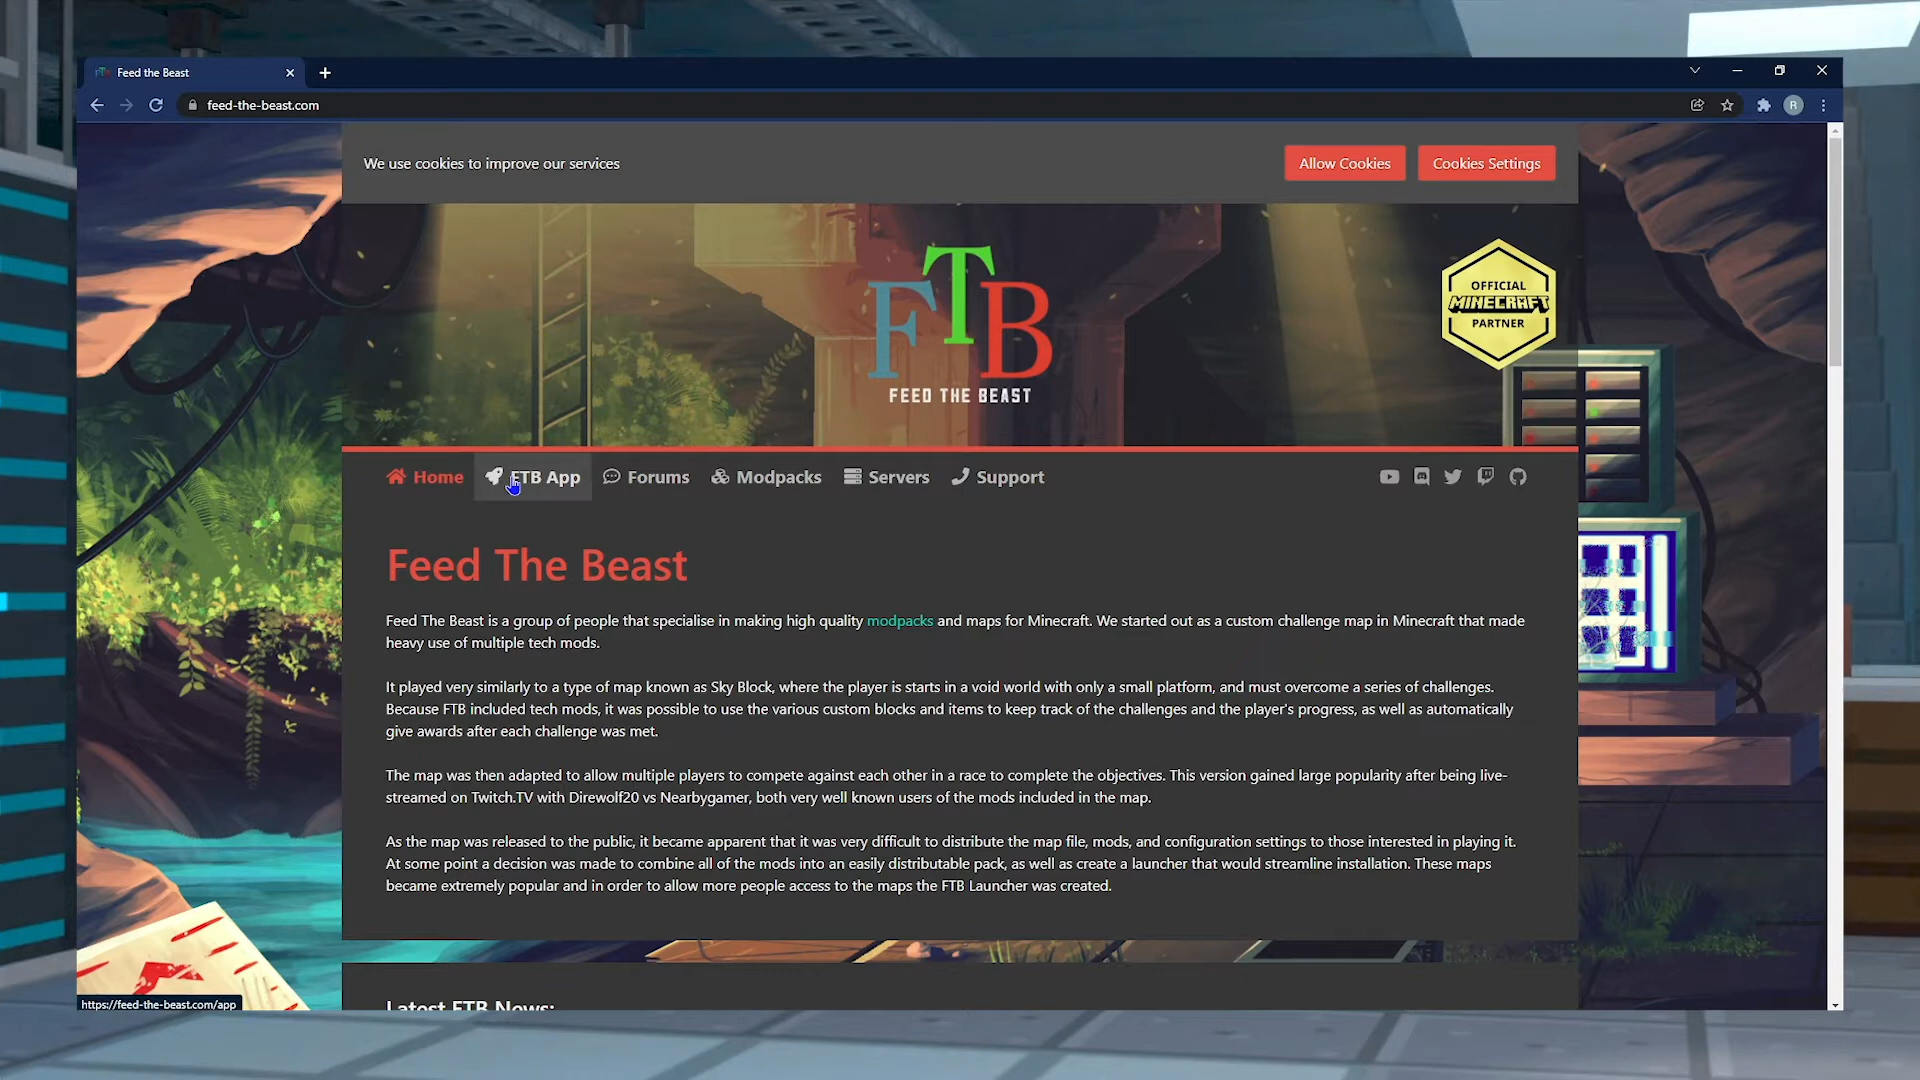 Feed the Beast
feed-the-beast.com
R
We use cookies to improve our services
Allow Cookies
Cookies Settings
FTB
FEED THE BEAST
OFFICIAL
MINECRAFT
PARTNER
Home
FTB App
Forums
Modpacks
Servers
Support
Feed The Beast
Feed The Beast is a group of people that specialise in making high quality modpacks and maps for Minecraft. We started out as a custom challenge map in Minecraft that made
heavy use of multiple tech mods.
It played very similarly to a type of map known as Sky Block, where the player is starts in a void world with only a small platform, and must overcome a series of challenges.
Because FTB included tech mods, it was possible to use the various custom blocks and items to keep track of the challenges and the player's progress, as well as automatically
give awards after each challenge was met.
The map was then adapted to allow multiple players to compete against each other in a race to complete the objectives. This version gained large popularity after being live-
streamed on Twitch.TV with Direwolf20 vs Nearbygamer, both very well known users of the mods included in the map.
As the map was released to the public, it became apparent that it was very difficult to distribute the map file, mods, and configuration settings to those interested in playing it.
At some point a decision was made to combine all of the mods into an easily distributable pack, as well as create a launcher that would streamline installation. These maps
became extremely popular and in order to allow more people access to the maps the FTB Launcher was created.
Latest FTB News:
https://feed-the-beast.com/app